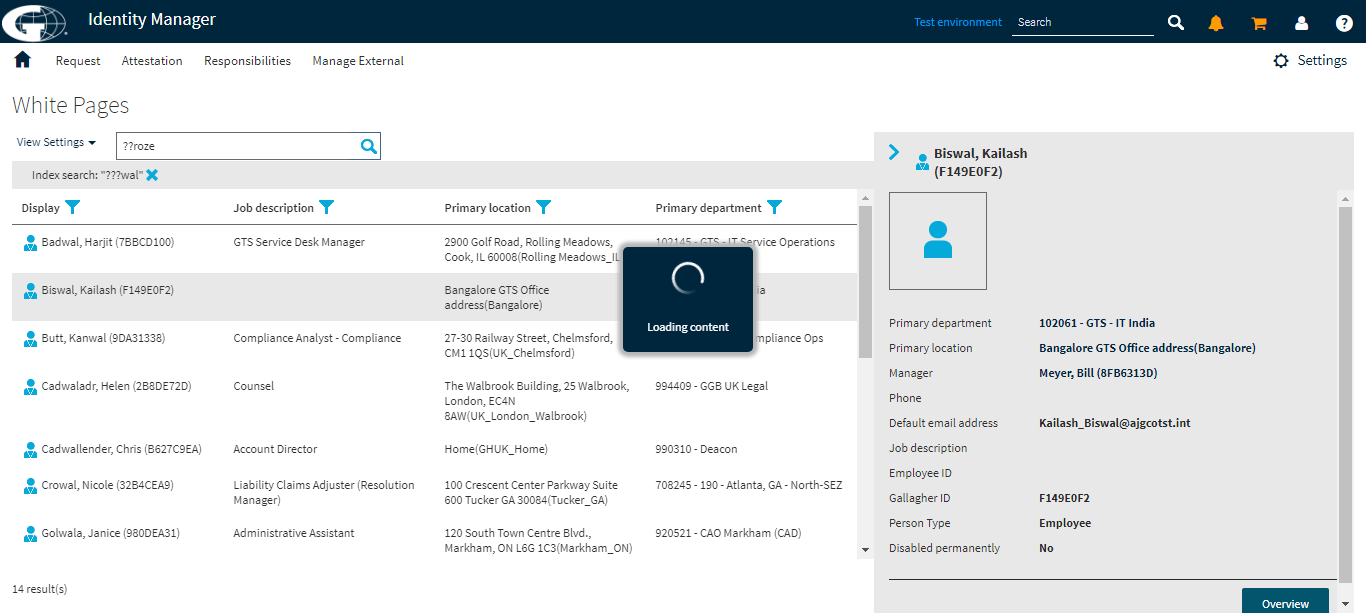 Identity Manager
Test environment
Search
?
Request Attestation Responsibilities Manage External
Settings
White Pages
View Settings
??roze
Index search: "???wal"
Display Job description Primary location Primary department
Badwal, Harjit (7BBCD100) GTS Service Desk Manager 2900 Golf Road, Rolling Meadows, 102145 - GTS - IT Service Operations
Cook, IL 60008(Rolling Meadows_IL
Biswal, Kailash (F149E0F2) Bangalore GTS Office ia
address(Bangalore)
Butt, Kanwal (9DA31338) Compliance Analyst - Compliance 27-30 Railway Street, Chelmsford, mpliance Ops
CM1 1QS(UK_Chelmsford)
Cadwaladr, Helen (2B8DE72D) Counsel The Walbrook Building, 25 Walbrook, 994409 - GGB UK Legal
London, EC4N
8AW(UK_London_Walbrook)
Cadwallender, Chris (B627C9EA) Account Director Home(GHUK_Home) 990310 - Deacon
Crowal, Nicole (32B4CEA9) Liability Claims Adjuster (Resolution 100 Crescent Center Parkway Suite 708245 - 190 - Atlanta, GA - North-SEZ
Manager) 600 Tucker GA 30084(Tucker_GA)
Golwala, Janice (980DEA31) Administrative Assistant 120 South Town Centre Blvd., 920521 - CAO Markham (CAD)
Markham, ON L6G 1C3(Markham_ON)
14 result(s)
Loading content
Biswal, Kailash
(F149E0F2)
Primary department 102061 - GTS - IT India
Primary location Bangalore GTS Office address(Bangalore)
Manager Meyer, Bill (8FB6313D)
Phone
Default email address Kailash_Biswal@ajgcotst.int
Job description
Employee ID
Gallagher ID F149E0F2
Person Type Employee
Disabled permanently No
Overview